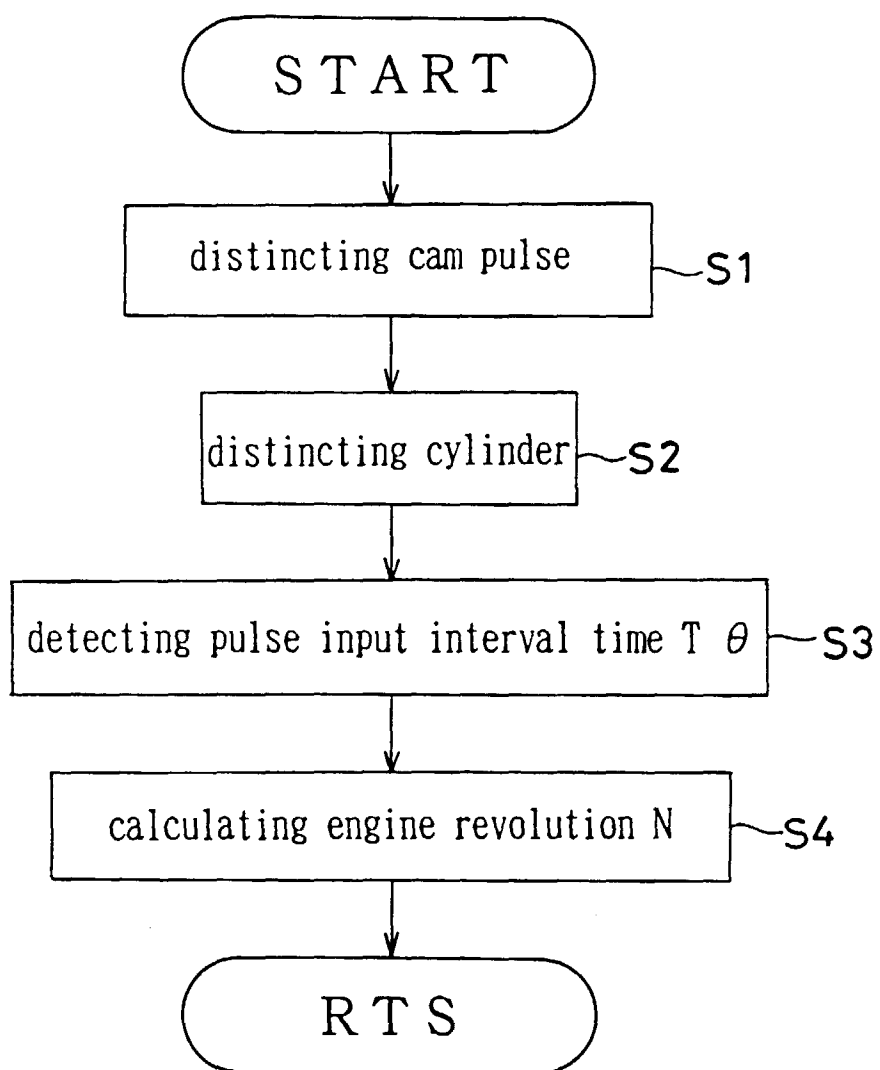 START
distincting cam pulse
S1
distincting cylinder
S2
detecting pulse input interval time T θ
S3
calculating engine revolution N
S4
RTS